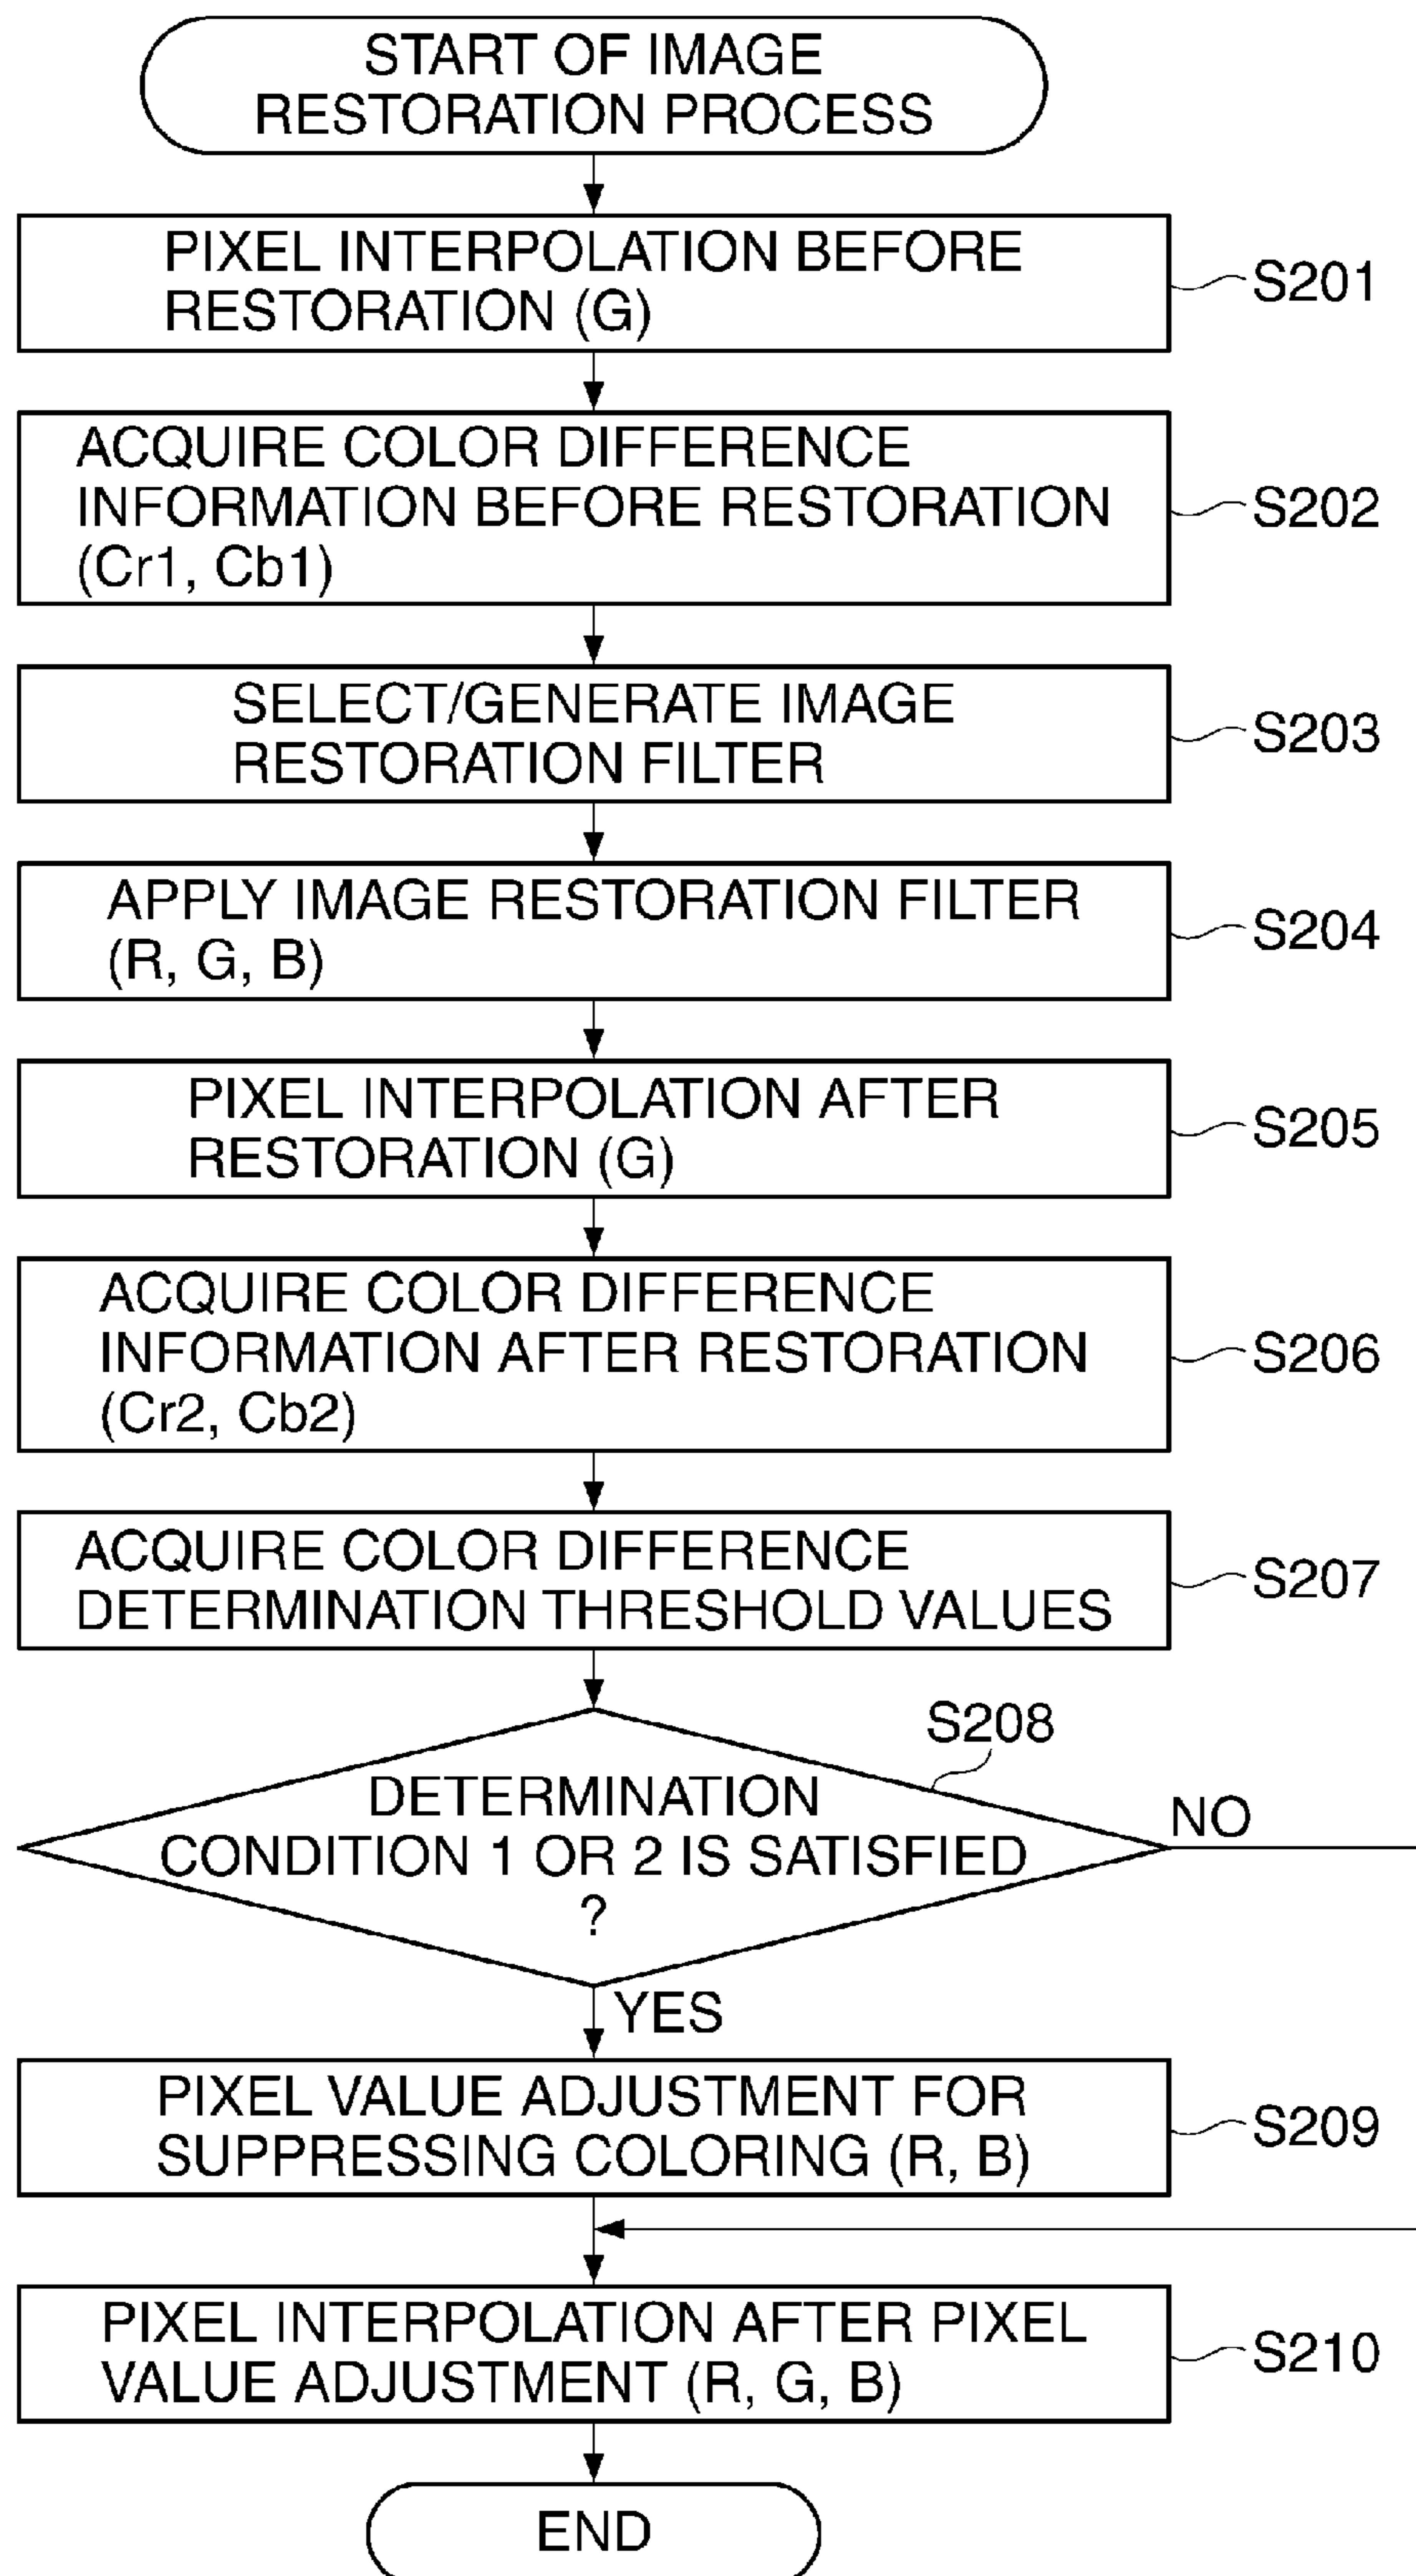 START OF IMAGE
RESTORATION PROCESS
PIXEL INTERPOLATION BEFORE
RESTORATION (G)
S201
ACQUIRE COLOR DIFFERENCE
INFORMATION BEFORE RESTORATION
(Cr1, Cb1)
S202
SELECT/GENERATE IMAGE
RESTORATION FILTER
S203
APPLY IMAGE RESTORATION FILTER
(R, G, B)
S204
PIXEL INTERPOLATION AFTER
RESTORATION (G)
S205
ACQUIRE COLOR DIFFERENCE
INFORMATION AFTER RESTORATION
(Cr2, Cb2)
S206
ACQUIRE COLOR DIFFERENCE
DETERMINATION THRESHOLD VALUES
S207
S208
DETERMINATION
CONDITION 1 OR 2 IS SATISFIED
?
NO
YES
PIXEL VALUE ADJUSTMENT FOR
SUPPRESSING COLORING (R, B)
S209
PIXEL INTERPOLATION AFTER PIXEL
VALUE ADJUSTMENT (R, G, B)
S210
END